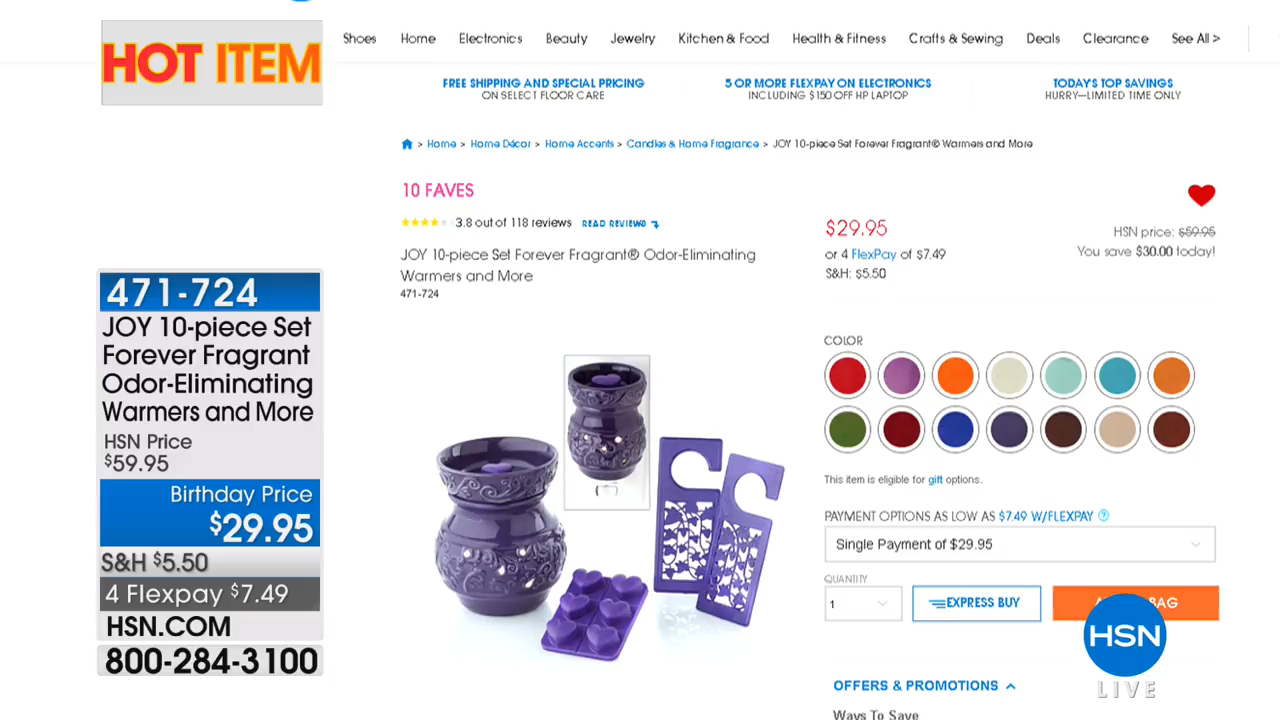 HOT ITEM
Shoes Home Electronics Beauty Jewelry Kitchen & Food Health & Fitness Crafts & Sewing Deals Clearance See All >
FREE SHIPPING AND SPECIAL PRICING
ON SELECT FLOOR CARE
5 OR MORE FLEXPAY ON ELECTRONICS
INCLUDING $150 OFF HP LAPTOP
TODAY'S TOP SAVINGS
HURRY—LIMITED TIME ONLY
> Home > Home Décor > Home Accents > Candles & Home Fragrance > JOY 10-piece Set Forever Fragrant® Warmers and More
10 FAVES
3.8 out of 118 reviews READ REVIEWS
JOY 10-piece Set Forever Fragrant® Odor-Eliminating
Warmers and More
471-724
$29.95
or 4 FlexPay of $7.49
S&H: $5.50
HSN price: $59.95
You save $30.00 today!
COLOR
This item is eligible for gift options.
PAYMENT OPTIONS AS LOW AS $7.49 W/FLEXPAY ?
Single Payment of $29.95
QUANTITY
1
EXPRESS BUY
BAG
OFFERS & PROMOTIONS
Ways To Save
471-724
JOY 10-piece Set
Forever Fragrant
Odor-Eliminating
Warmers and More
HSN Price
$59.95
Birthday Price
$29.95
S&H $5.50
4 Flexpay $7.49
HSN.COM
800-284-3100
HSN
LIVE